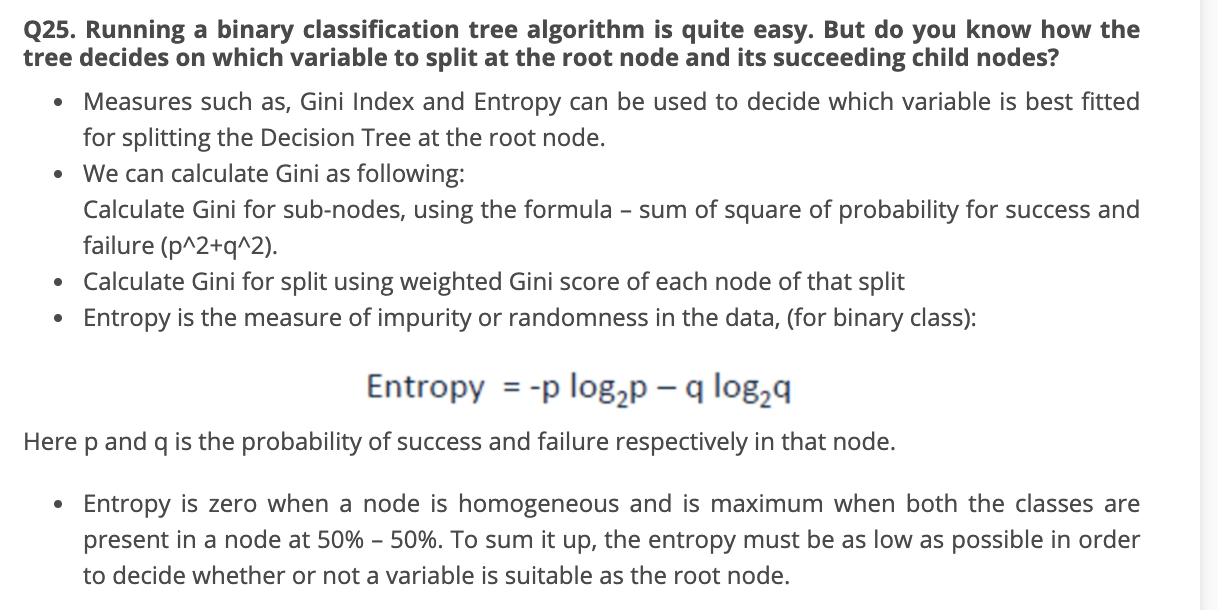 Q25. Running a binary classification tree algorithm is quite easy. But do you know how the
tree decides on which variable to split at the root node and its succeeding child nodes?
• Measures such as, Gini Index and Entropy can be used to decide which variable is best fitted
for splitting the Decision Tree at the root node.
• We can calculate Gini as following:
Calculate Gini for sub-nodes, using the formula – sum of square of probability for success and
failure (p^2+q^2).
• Calculate Gini for split using weighted Gini score of each node of that split
• Entropy is the measure of impurity or randomness in the data, (for binary class):
Entropy = -p log₂p – q log₂q
Here p and q is the probability of success and failure respectively in that node.
• Entropy is zero when a node is homogeneous and is maximum when both the classes are
present in a node at 50% – 50%. To sum it up, the entropy must be as low as possible in order
to decide whether or not a variable is suitable as the root node.